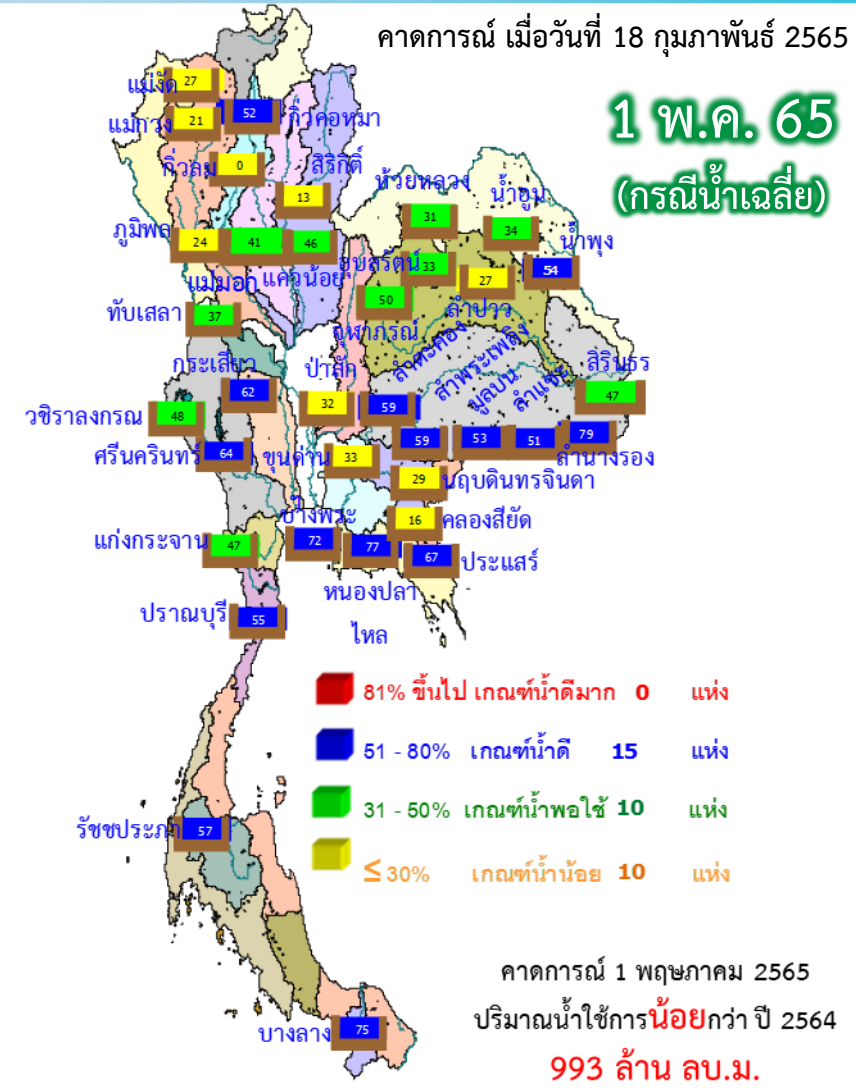 คาดการณ์ เมื่อวันที่ 18 กุมภาพันธ์ 2565
1 พ.ค. 65
(กรณีน้ำเฉลี่ย)
แม่งัด 27
แม่กวง 21
52 กิ่วคอหมา
กิ่วลม 0
สิริกิติ์
13
ห้วยหลวง
31
น้ำอูน
34
น้ำพุง
54
ภูมิพล
24
41
46
แม่มอก แควน้อย
อุบลรัตน์
33
27
ลำปาว
50
จุฬาภรณ์
ทับเสลา
37
ลำตะคอง
ลำพระเพลิง
มูลบน
ลำแชะ
สิรินธร
47
กระเสียว
62
ป่าสัก
32
59
วชิราลงกรณ 48
59
53
51
79
ลำนางรอง
ศรีนครินทร์ 64
ขุนด่าน 33
29 นฤบดินทรจินดา
16 คลองสียัด
บางพระ
72
77
67 ประแสร์
แก่งกระจาน 47
หนองปลา
ไหล
ปราณบุรี 55
81% ขึ้นไป เกณฑ์น้ำดีมาก 0 แห่ง
51 - 80% เกณฑ์น้ำดี 15 แห่ง
31 - 50% เกณฑ์น้ำพอใช้ 10 แห่ง
≤ 30% เกณฑ์น้ำน้อย 10 แห่ง
รัชชประภา 57
คาดการณ์ 1 พฤษภาคม 2565
ปริมาณน้ำใช้การน้อยกว่า ปี 2564
993 ล้าน ลบ.ม.
บางลาง 75